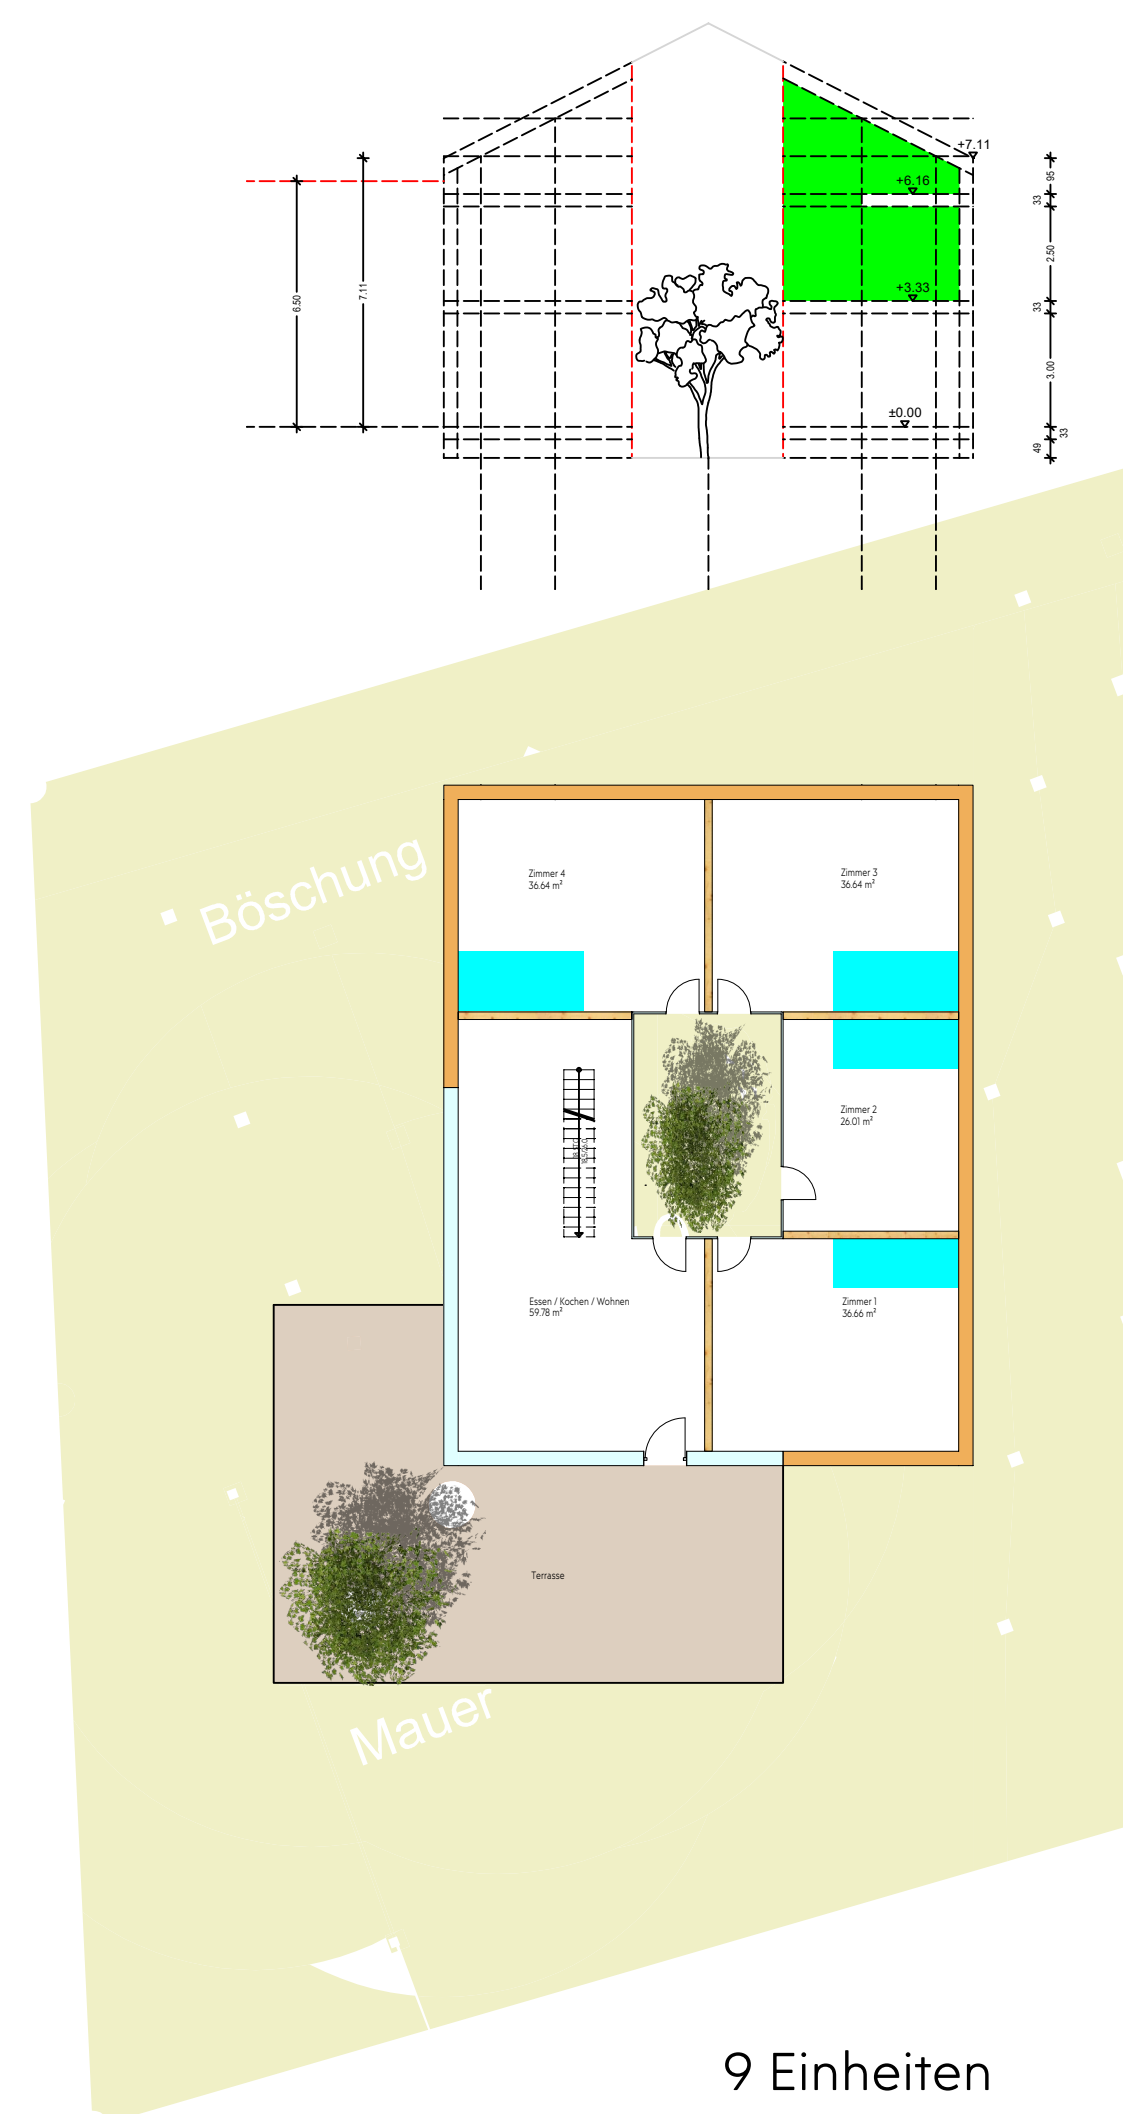 +7.11
+6.16
95
33
2.50
6.50
7.11
+3.33
33
3.00
±0.00
33
49
Böschung
Zimmer 4
36.64 m²
Zimmer 3
36.64 m²
Zimmer 2
26.01 m²
Essen / Kochen / Wohnen
59.78 m²
Zimmer 1
36.66 m²
Terrasse
Mauer
9 Einheiten